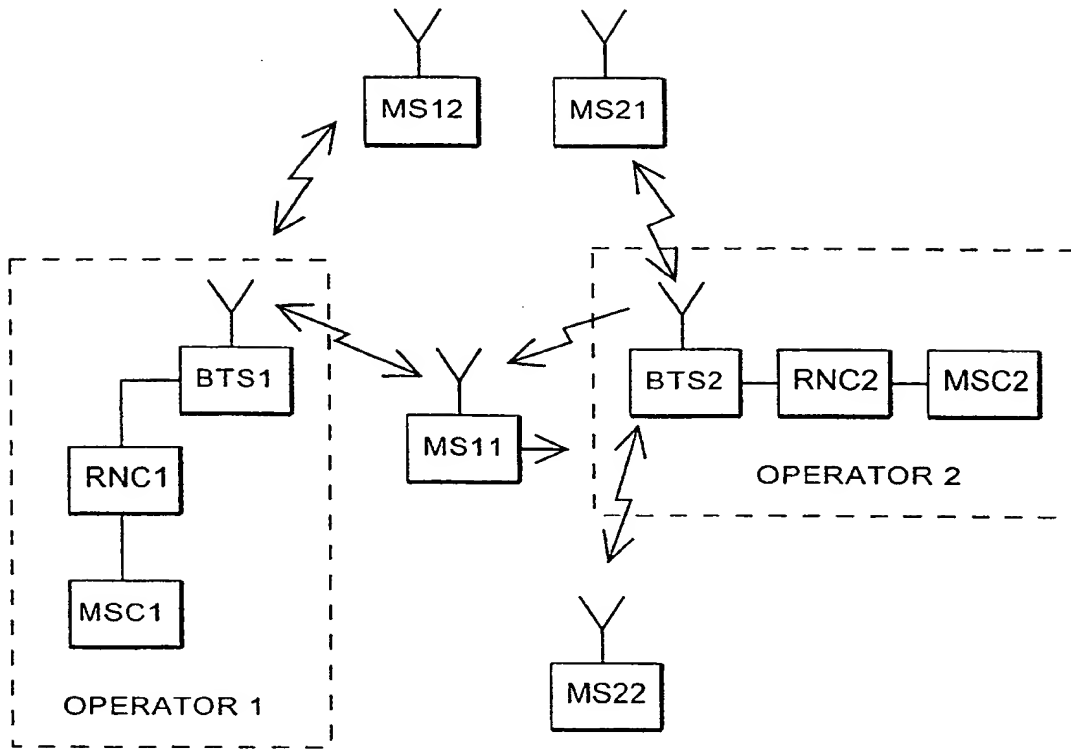 MS12
MS21
BTS1
BTS2
RNC2
MSC2
MS11
RNC1
OPERATOR 2
MSC1
MS22
OPERATOR 1